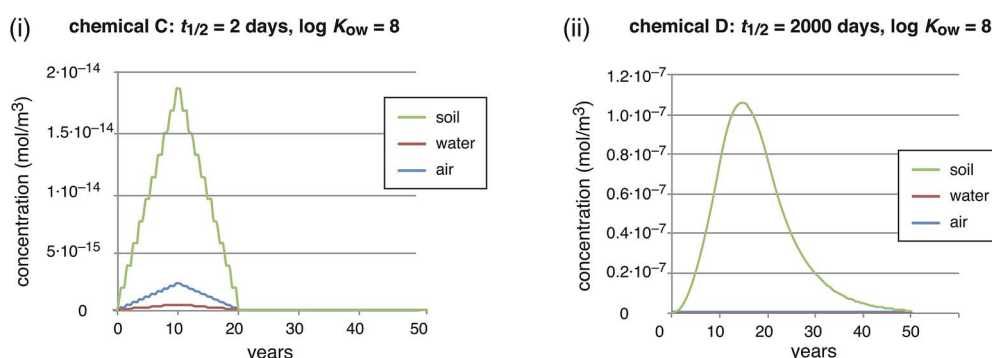 (i) chemical C: t1/2 = 2 days, log Kow = 8
concentration (mol/m³)
2·10⁻¹⁴
1.5·10⁻¹⁴
1·10⁻¹⁴
5·10⁻¹⁵
0
0 10 20 30 40 50
years
soil
water
air
(ii) chemical D: t1/2 = 2000 days, log Kow = 8
concentration (mol/m³)
1.2·10⁻⁷
1.0·10⁻⁷
0.8·10⁻⁷
0.6·10⁻⁷
0.4·10⁻⁷
0.2·10⁻⁷
0
0 10 20 30 40 50
years
soil
water
air